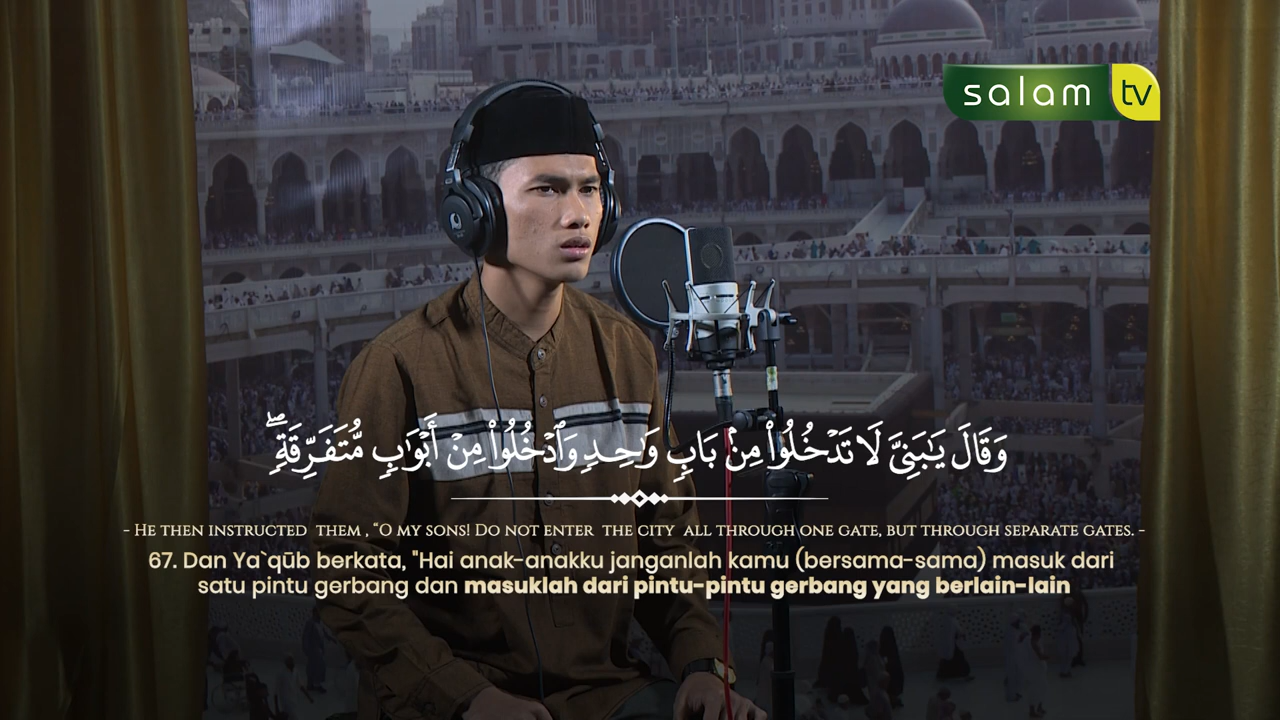 salam tv
وَقَالَ يَـٰبَنِىَّ لَا تَدْخُلُوا۟ مِنۢ بَابٍ وَٰحِدٍ وَٱدْخُلُوا۟ مِنْ أَبْوَٰبٍ مُّتَفَرِّقَةٍ ۖ
- He then instructed them , “O my sons! Do not enter the city all through one gate, but through separate gates. -
67. Dan Ya`qūb berkata, "Hai anak-anakku janganlah kamu (bersama-sama) masuk dari
satu pintu gerbang dan masuklah dari pintu-pintu gerbang yang berlain-lain